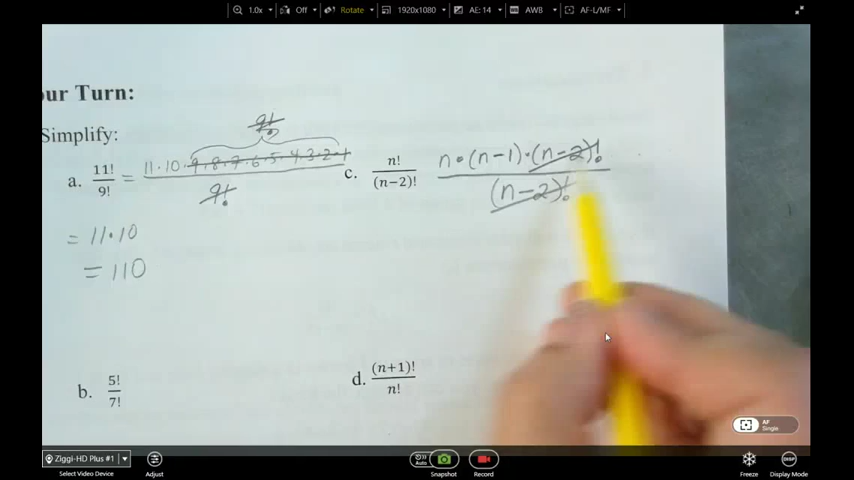 1.0x Off Rotate 1920x1080 AE: 14 AWB AF-L/MF
our Turn:
Simplify:
9!
a. 11!/9! = 11·10·9·8·7·6·5·4·3·2·1 / 9!
= 11·10
= 110
c. n!/(n−2)! n·(n−1)·(n−2)! / (n−2)!
b. 5!/7!
d. (n+1)!/n!
AF
Single
Ziggi-HD Plus #1
Select Video Device
Adjust
Auto
Snapshot
Record
Freeze
DISP
Display Mode